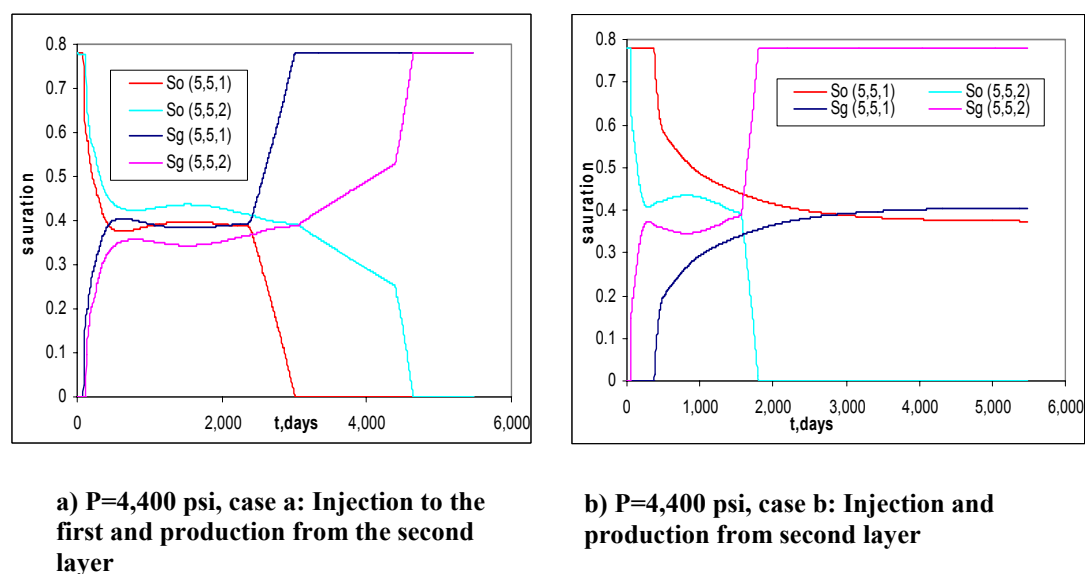 0.8
0.7
0.6
0.5
0.4
0.3
0.2
0.1
0
sauration
So (5,5,1)
So (5,5,2)
Sg (5,5,1)
Sg (5,5,2)
0 2,000 4,000 6,000
t,days
0.8
0.7
0.6
0.5
0.4
0.3
0.2
0.1
0
sauration
So (5,5,1) So (5,5,2)
Sg (5,5,1) Sg (5,5,2)
0 1,000 2,000 3,000 4,000 5,000 6,000
t,days
a) P=4,400 psi, case a: Injection to the
first and production from the second
layer
b) P=4,400 psi, case b: Injection and
production from second layer